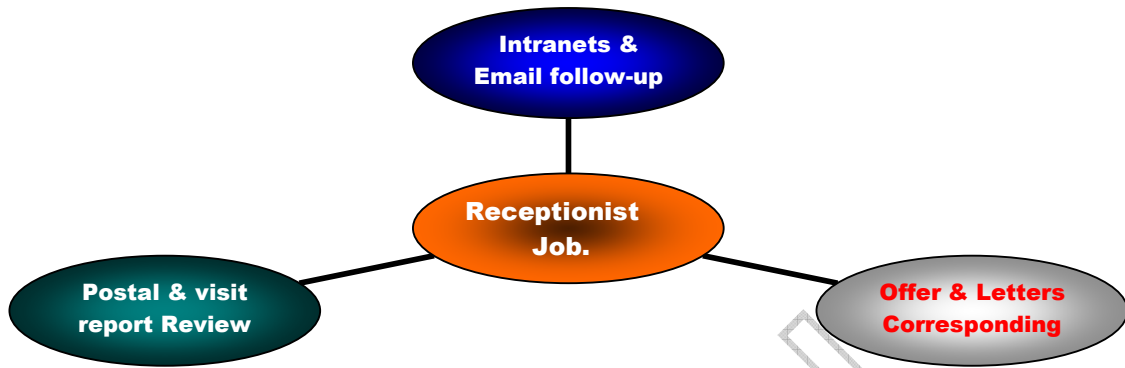 Intranets &
Email follow-up
Receptionist
Job.
Postal & visit
report Review
Offer & Letters
Corresponding